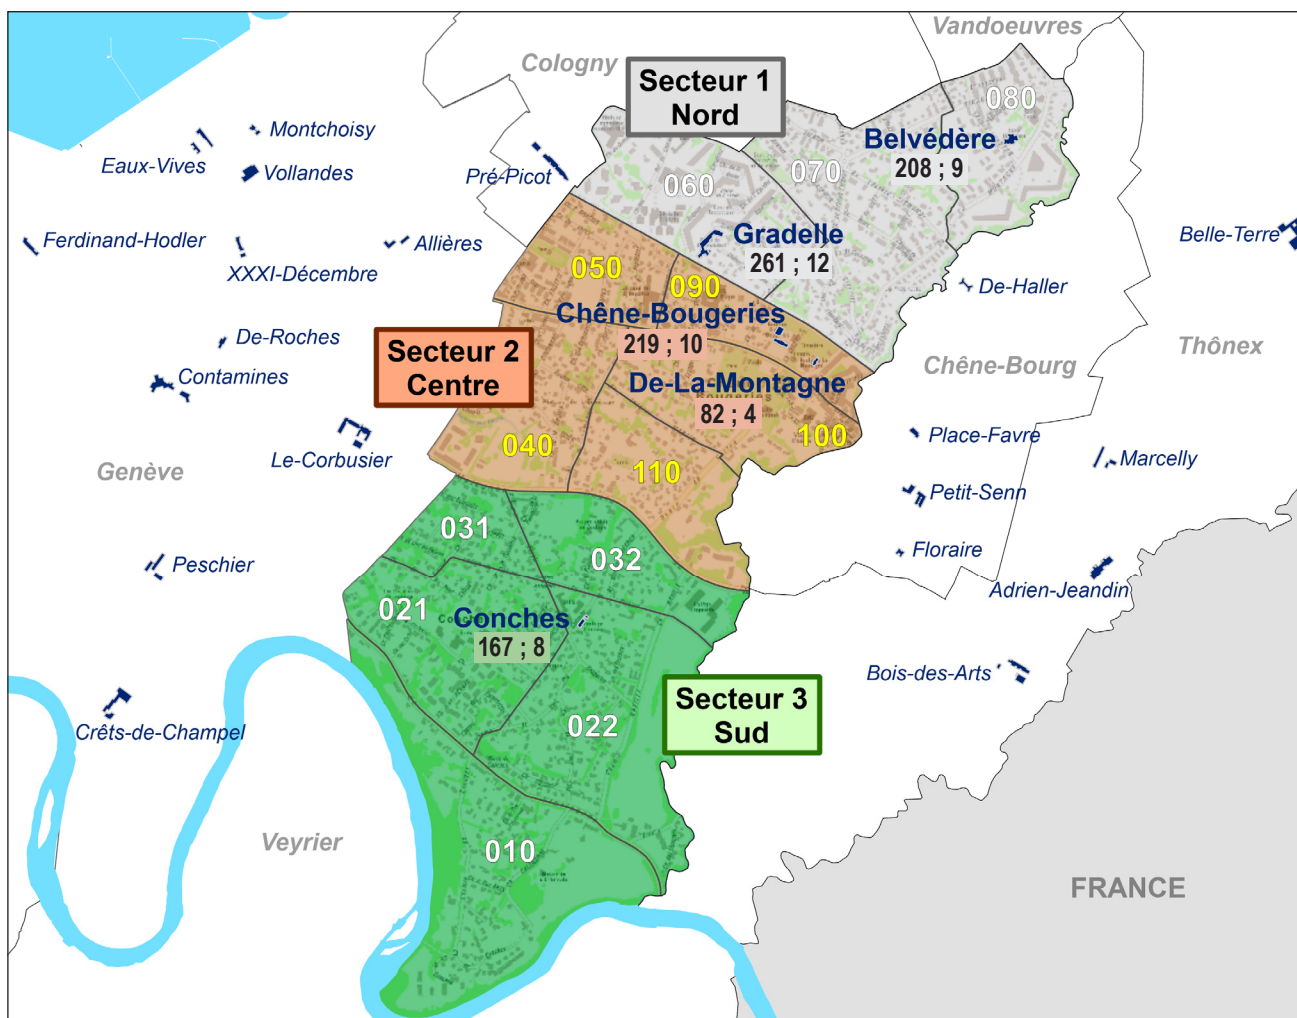 Vandoeuvres
Cologny
Secteur 1
Nord
080
Montchoisy
Eaux-Vives
Vollandes
Pré-Picot
Belvédère
208 ; 9
070
060
Ferdinand-Hodler
Allières
XXXI-Décembre
Gradelle
261 ; 12
Belle-Terre
050
090
De-Haller
Chêne-Bougeries
219 ; 10
De-Roches
Secteur 2
Centre
Thônex
Chêne-Bourg
Contamines
De-La-Montagne
82 ; 4
040
100
Place-Favre
Le-Corbusier
Genève
110
Marcelly
Petit-Senn
031
032
Floraire
Peschier
Adrien-Jeandin
021
Conches
167 ; 8
Bois-des-Arts
Secteur 3
Sud
022
Crêts-de-Champel
Veyrier
010
FRANCE